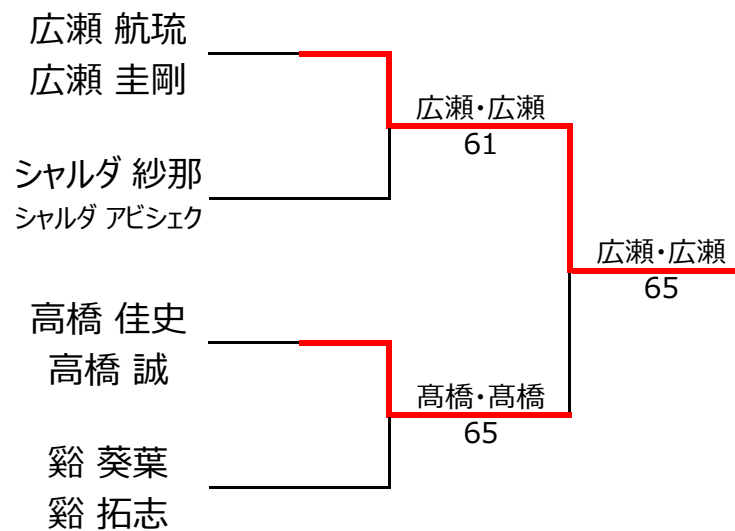 広瀬 航琉
広瀬 圭剛
広瀬・広瀬
61
シャルダ 紗那
シャルダ アビシェク
広瀬・広瀬
65
高橋 佳史
高橋 誠
髙橋・髙橋
65
谿 葵葉
谿 拓志